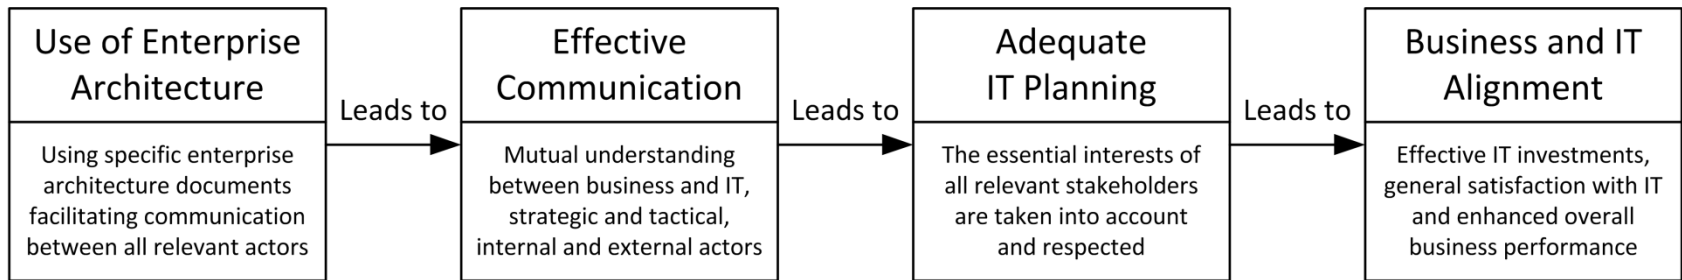 Use of Enterprise
Architecture
Using specific enterprise
architecture documents
facilitating communication
between all relevant actors
Leads to
Effective
Communication
Mutual understanding
between business and IT,
strategic and tactical,
internal and external actors
Leads to
Adequate
IT Planning
The essential interests of
all relevant stakeholders
are taken into account
and respected
Leads to
Business and IT
Alignment
Effective IT investments,
general satisfaction with IT
and enhanced overall
business performance